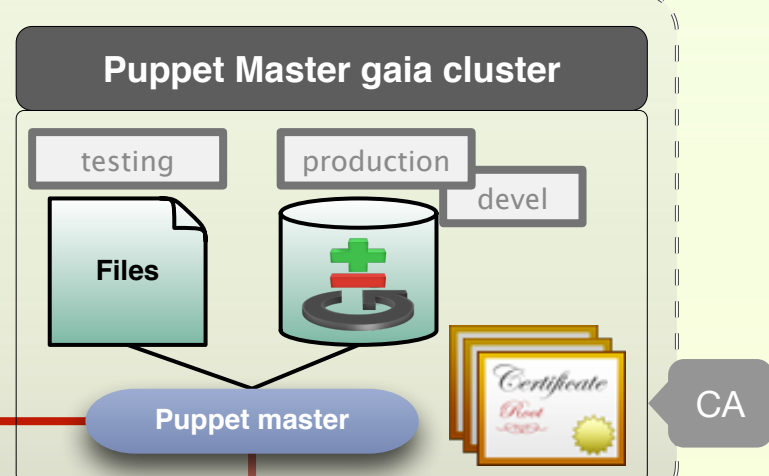 Puppet Master gaia cluster
testing
production
devel
Files
Certificate
Root
CA
Puppet master